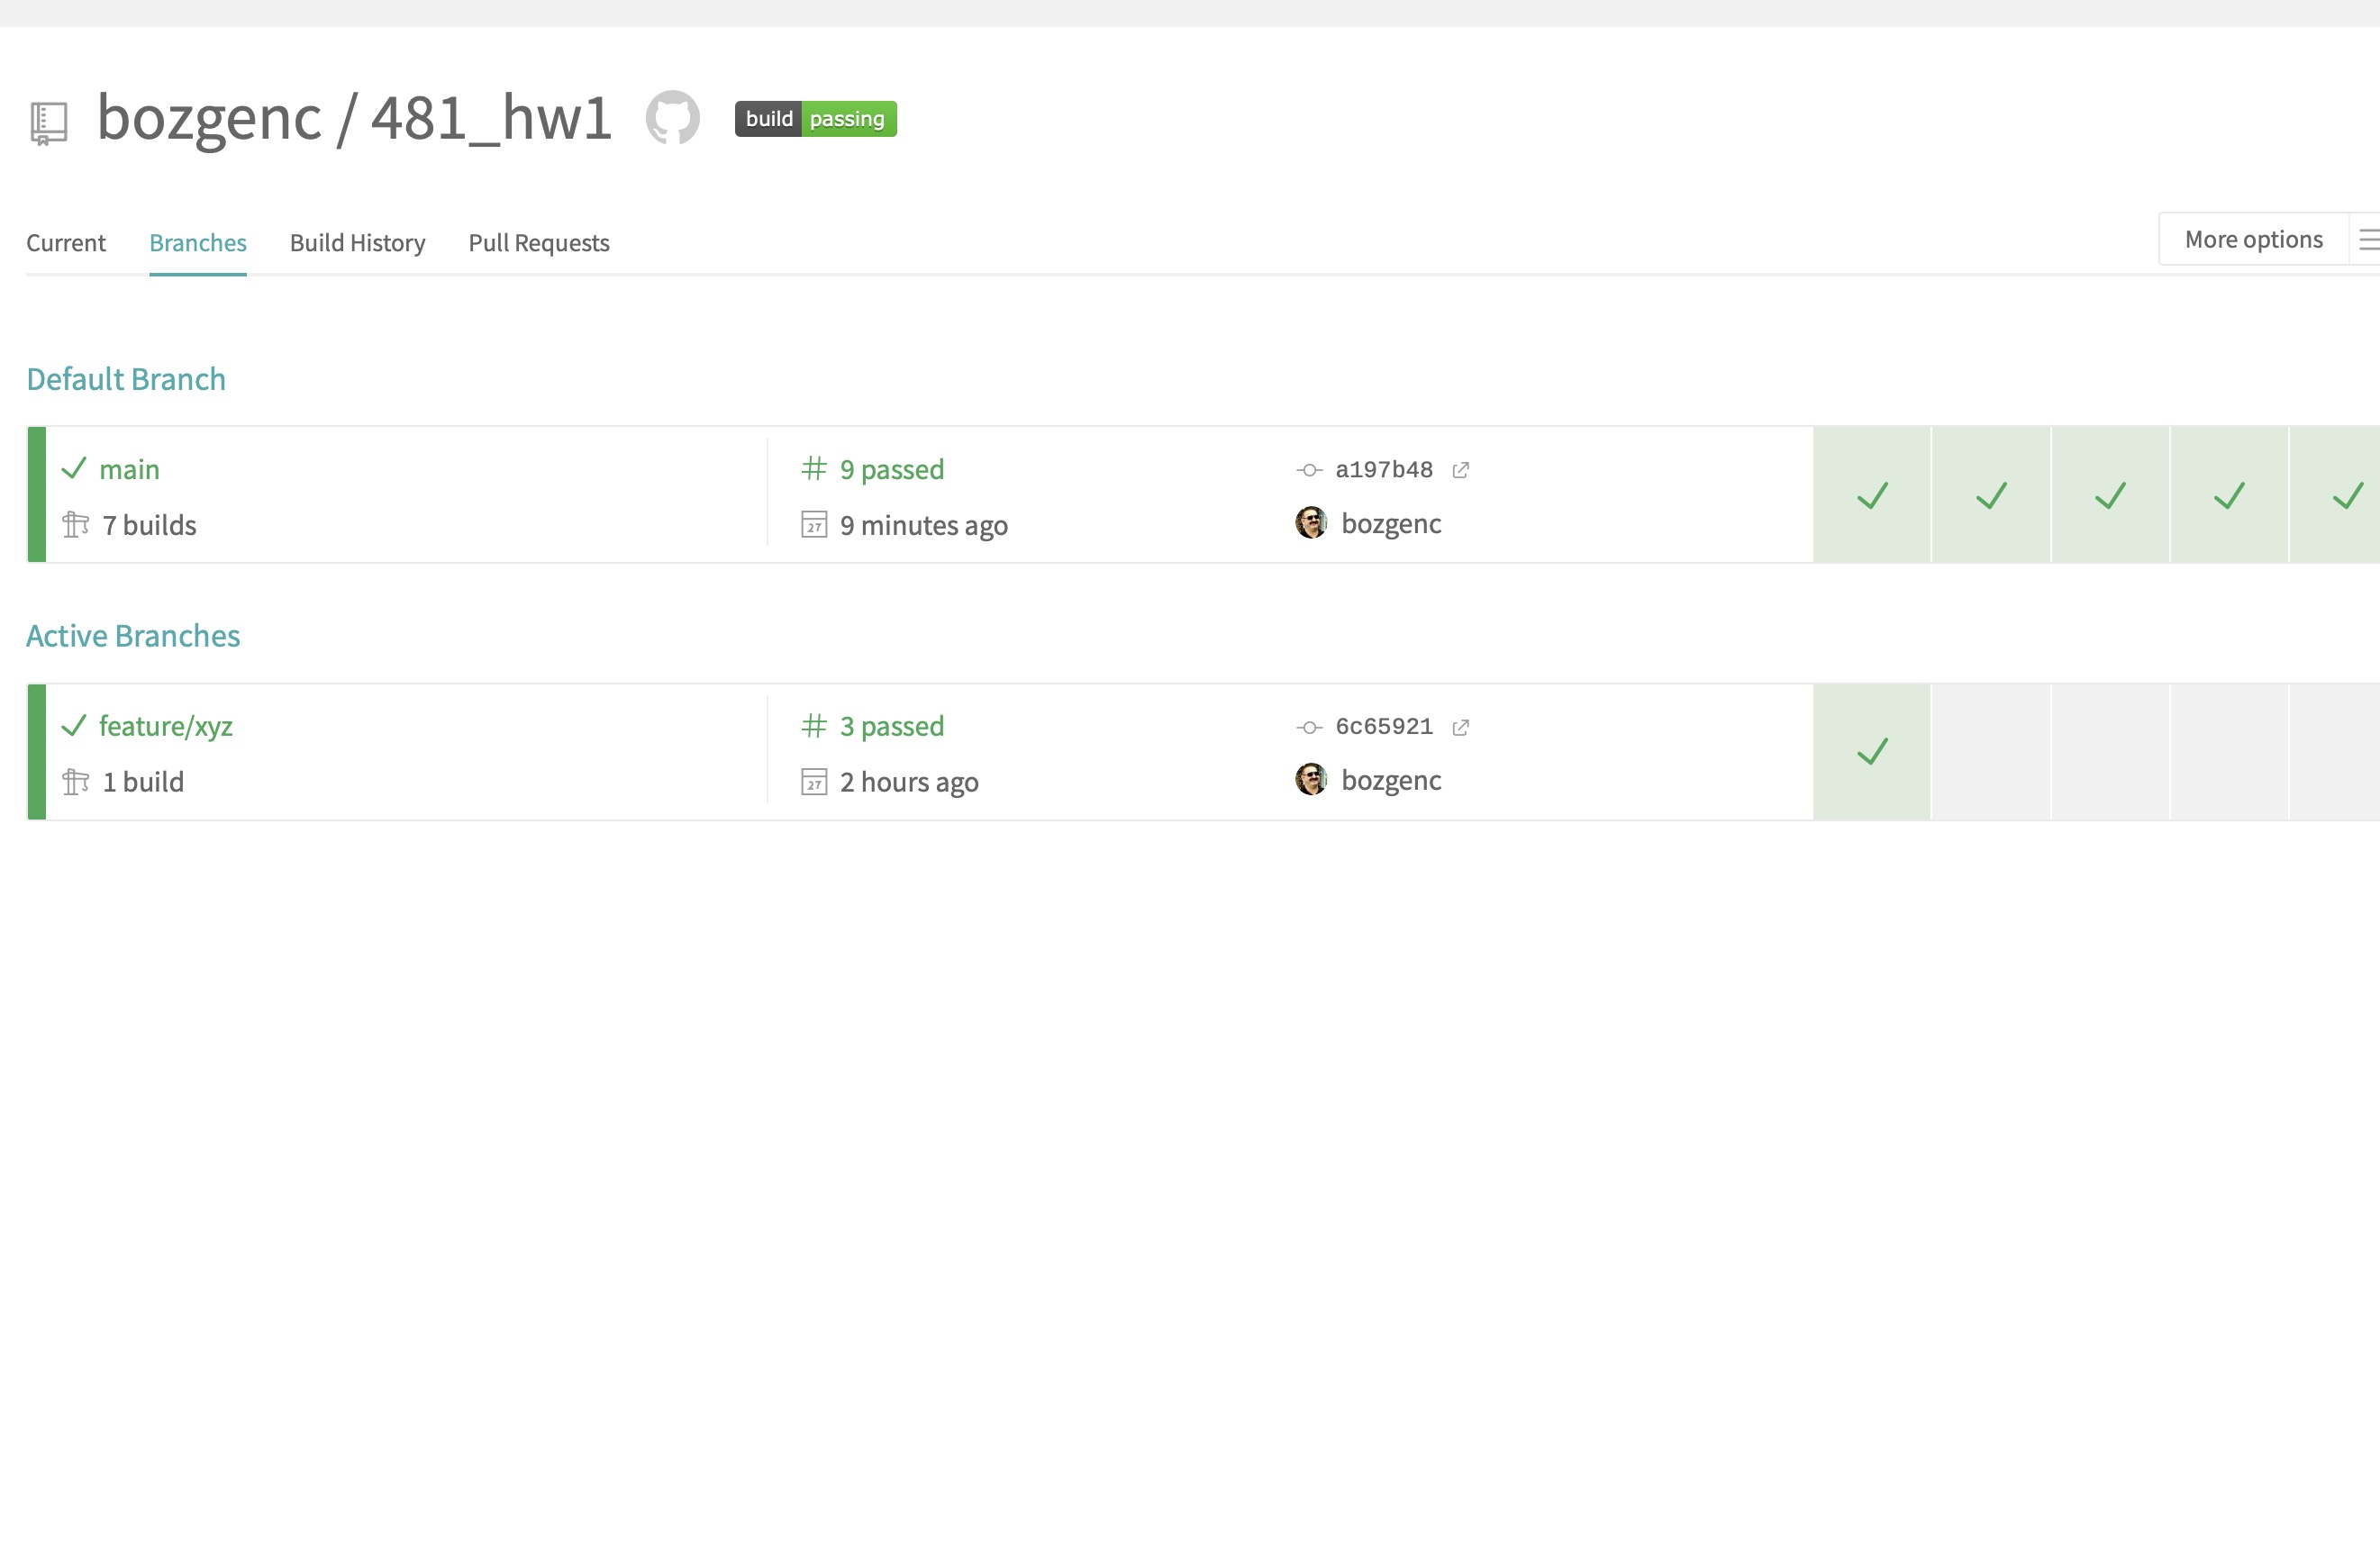 bozgenc / 481_hw1 build passing
Current Branches Build History Pull Requests More options
Default Branch
main # 9 passed a197b48
7 builds 27 9 minutes ago bozgenc
Active Branches
feature/xyz # 3 passed 6c65921
1 build 27 2 hours ago bozgenc